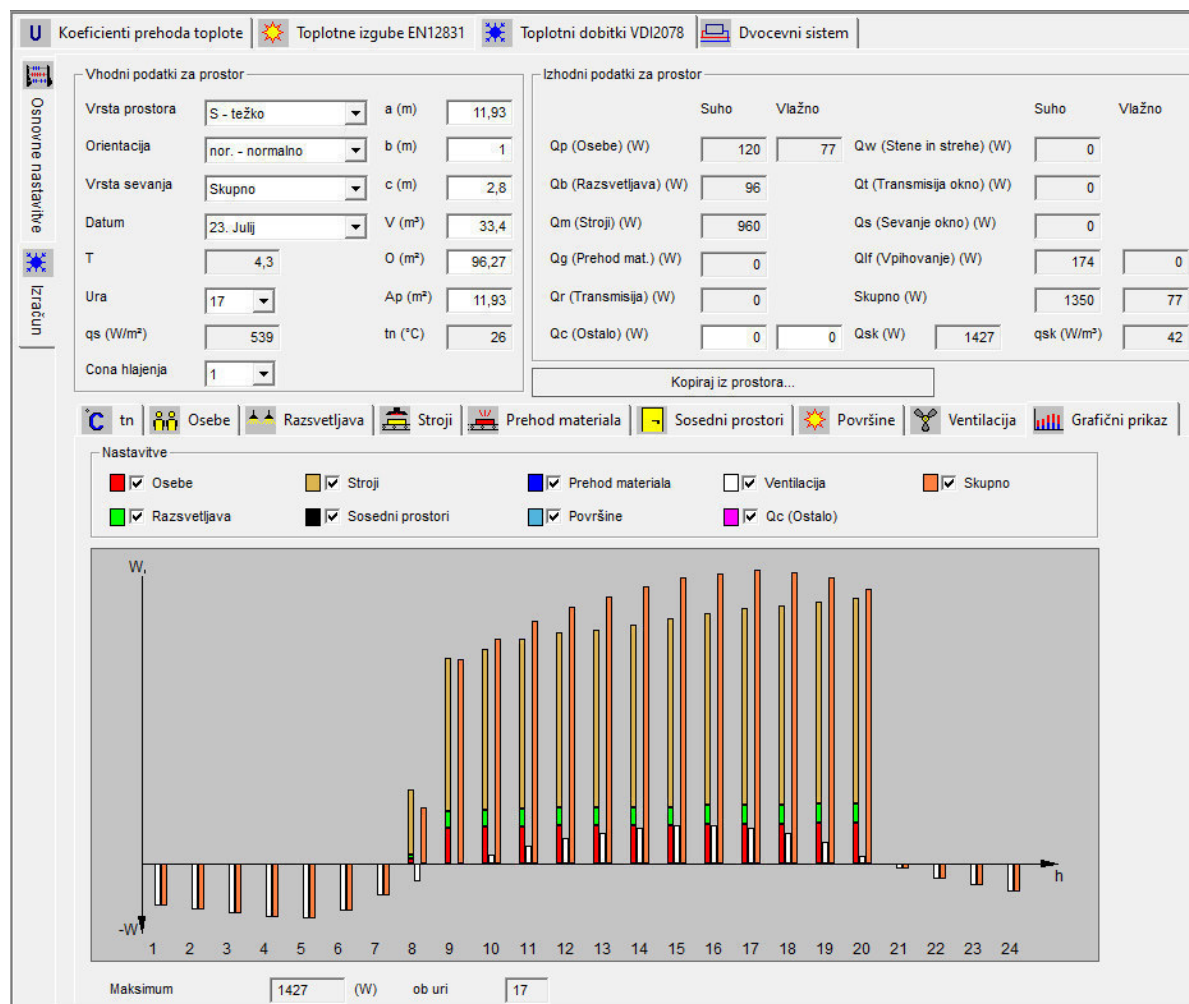 U Koeficienti prehoda toplote Toplotne izgube EN12831 Toplotni dobitki VDI2078 Dvocevni sistem
Osnovne nastavitve
Izračun
Vhodni podatki za prostor
Vrsta prostora S - težko a (m) 11,93
Orientacija nor. - normalno b (m) 1
Vrsta sevanja Skupno c (m) 2,8
Datum 23. Julij V (m³) 33,4
T 4,3 O (m²) 96,27
Ura 17 Ap (m²) 11,93
qs (W/m²) 539 tn (°C) 26
Cona hlajenja 1
Izhodni podatki za prostor
Suho Vlažno Suho Vlažno
Qp (Osebe) (W) 120 77 Qw (Stene in strehe) (W) 0
Qb (Razsvetljava) (W) 96 Qt (Transmisija okno) (W) 0
Qm (Stroji) (W) 960 Qs (Sevanje okno) (W) 0
Qg (Prehod mat.) (W) 0 Qlf (Vpihovanje) (W) 174 0
Qr (Transmisija) (W) 0 Skupno (W) 1350 77
Qc (Ostalo) (W) 0 0 Qsk (W) 1427 qsk (W/m³) 42
Kopiraj iz prostora...
°C tn Osebe Razsvetljava Stroji Prehod materiala Sosedni prostori Površine Ventilacija Grafični prikaz
Nastavitve
Osebe Stroji Prehod materiala Ventilacija Skupno
Razsvetljava Sosedni prostori Površine Qc (Ostalo)
W,
h
-W
1 2 3 4 5 6 7 8 9 10 11 12 13 14 15 16 17 18 19 20 21 22 23 24
Maksimum 1427 (W) ob uri 17